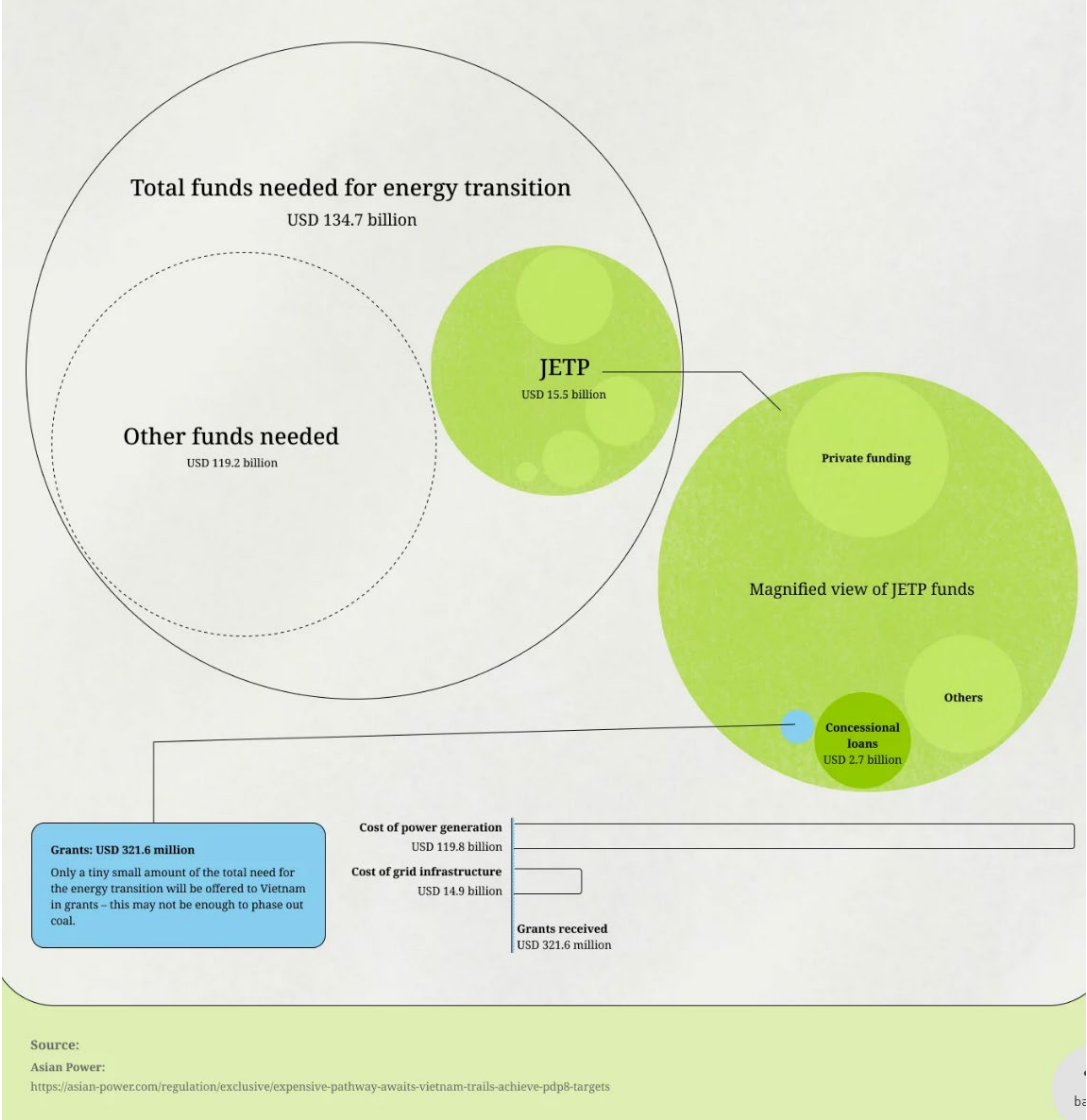 Total funds needed for energy transition
USD 134.7 billion
JETP
USD 15.5 billion
Other funds needed
USD 119.2 billion
Private funding
Magnified view of JETP funds
Others
Concessional
loans
USD 2.7 billion
Grants: USD 321.6 million
Only a tiny small amount of the total need for
the energy transition will be offered to Vietnam
in grants – this may not be enough to phase out
coal.
Cost of power generation
USD 119.8 billion
Cost of grid infrastructure
USD 14.9 billion
Grants received
USD 321.6 million
Source:
Asian Power:
https://asian-power.com/regulation/exclusive/expensive-pathway-awaits-vietnam-trails-achieve-pdp8-targets